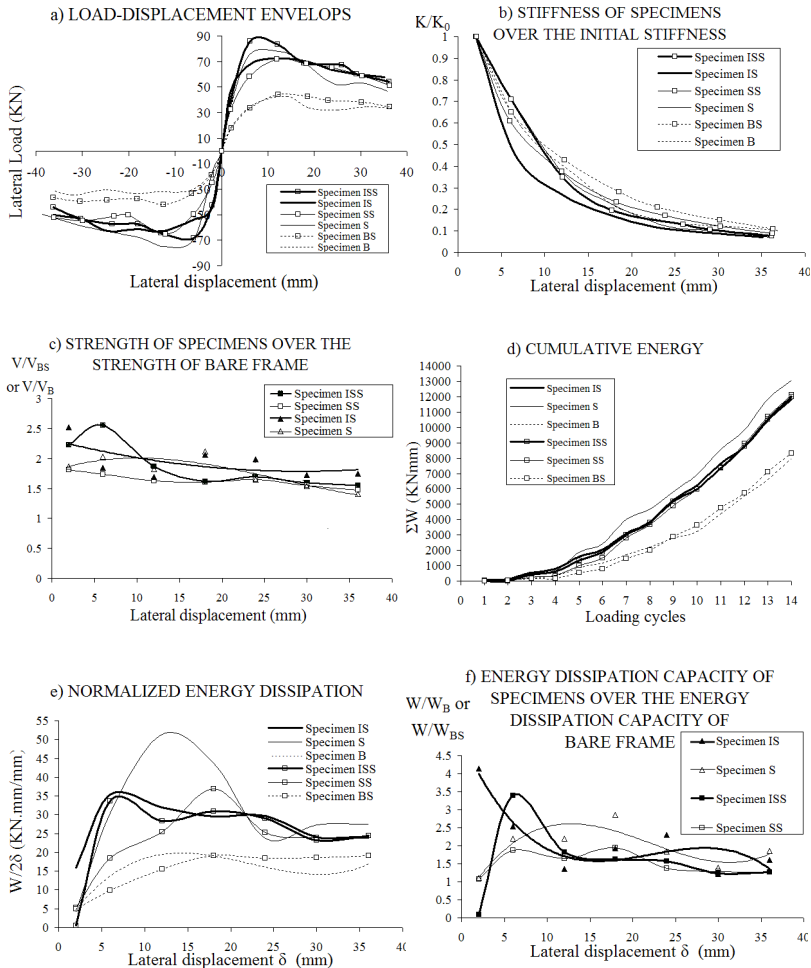 a) LOAD-DISPLACEMENT ENVELOPS
Lateral Load (KN)
90
70
50
30
10
-10
-30
-50
-70
-90
-40 -30 -20 -10 0 10 20 30 40
Specimen ISS
Specimen IS
Specimen SS
Specimen S
Specimen BS
Specimen B
Lateral displacement (mm)
b) STIFFNESS OF SPECIMENS
OVER THE INITIAL STIFFNESS
K/K0
1
0.9
0.8
0.7
0.6
0.5
0.4
0.3
0.2
0.1
0
0 5 10 15 20 25 30 35 40
Specimen ISS
Specimen IS
Specimen SS
Specimen S
Specimen BS
Specimen B
Lateral displacement (mm)
c) STRENGTH OF SPECIMENS OVER THE
STRENGTH OF BARE FRAME
V/VBS
or V/VB
3
2.5
2
1.5
1
0.5
0
0 5 10 15 20 25 30 35 40
Specimen ISS
Specimen SS
Specimen IS
Specimen S
Lateral displacement (mm)
d) CUMULATIVE ENERGY
ΣW (KNmm)
14000
13000
12000
11000
10000
9000
8000
7000
6000
5000
4000
3000
2000
1000
0
0 1 2 3 4 5 6 7 8 9 10 11 12 13 14
Specimen IS
Specimen S
Specimen B
Specimen ISS
Specimen SS
Specimen BS
Loading cycles
e) NORMALIZED ENERGY DISSIPATION
W/2δ (KN.mm/mm)
55
50
45
40
35
30
25
20
15
10
5
0
0 5 10 15 20 25 30 35 40
Specimen IS
Specimen S
Specimen B
Specimen ISS
Specimen SS
Specimen BS
Lateral displacement δ (mm)
f) ENERGY DISSIPATION CAPACITY OF
SPECIMENS OVER THE ENERGY
DISSIPATION CAPACITY OF
BARE FRAME
W/WB or
W/WBS
4.5
4
3.5
3
2.5
2
1.5
1
0.5
0
0 5 10 15 20 25 30 35 40
Specimen IS
Specimen S
Specimen ISS
Specimen SS
Lateral displacement δ (mm)